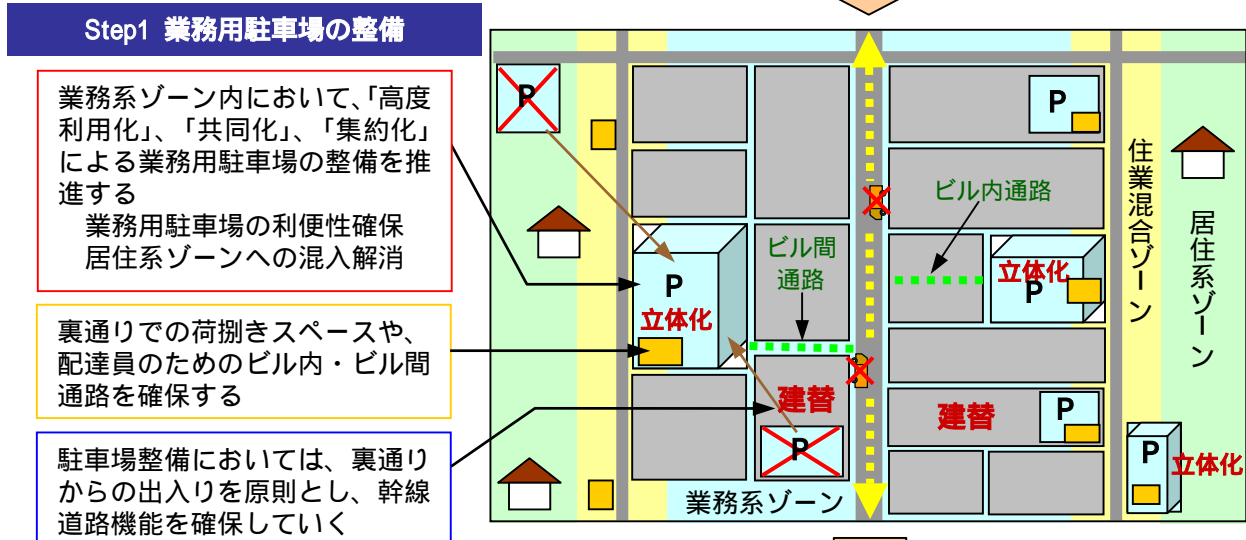 Step1 業務用駐車場の整備
業務系ゾーン内において、「高度
利用化」、「共同化」、「集約化」
による業務用駐車場の整備を推
進する
業務用駐車場の利便性確保
居住系ゾーンへの混入解消
裏通りでの荷捌きスペースや、
配達員のためのビル内・ビル間
通路を確保する
駐車場整備においては、裏通り
からの出入りを原則とし、幹線
道路機能を確保していく
P
P
ビル内通路
住業混合ゾーン
居住系ゾーン
ビル間
通路
P
立体化
立体化
P
建替
P
建替
P
P
立体化
業務系ゾーン